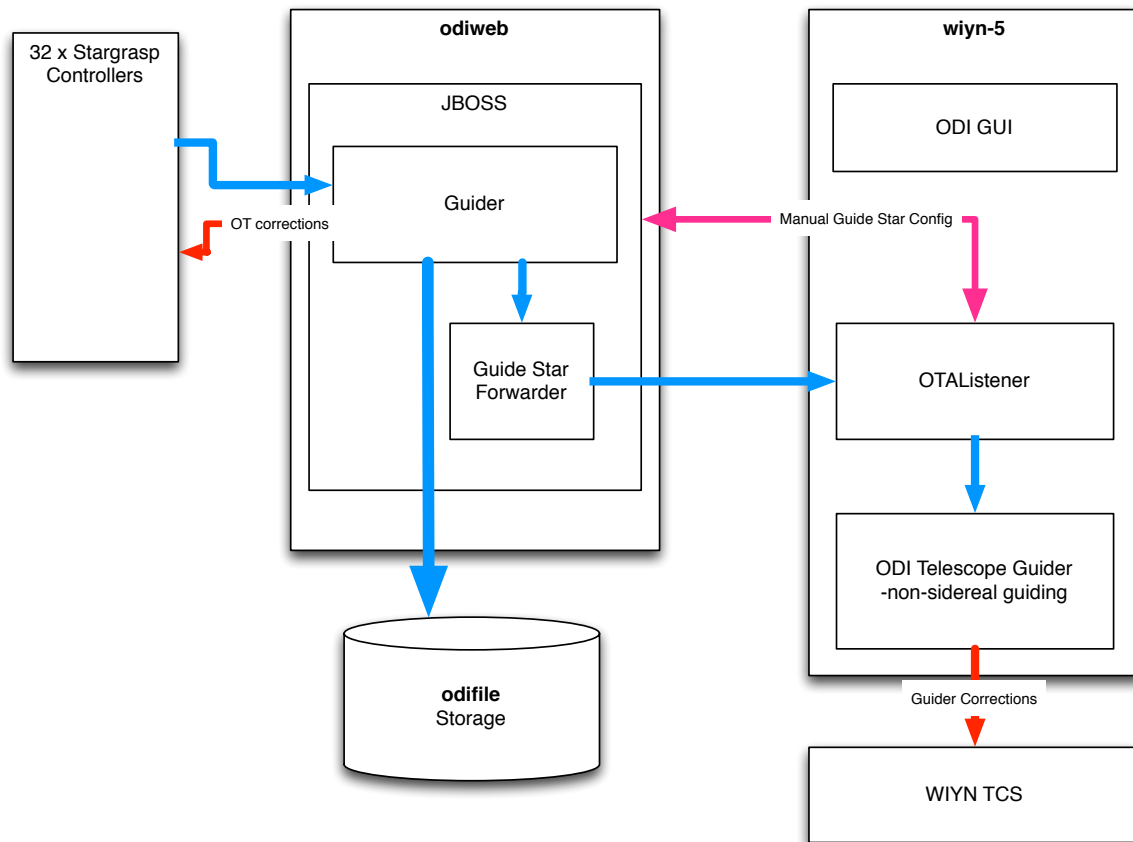 32 x Stargrasp
Controllers
odiweb
JBOSS
Guider
OT corrections
Guide Star
Forwarder
odifile
Storage
Manual Guide Star Config
wiyn-5
ODI GUI
OTAListener
ODI Telescope Guider
-non-sidereal guiding
Guider Corrections
WIYN TCS